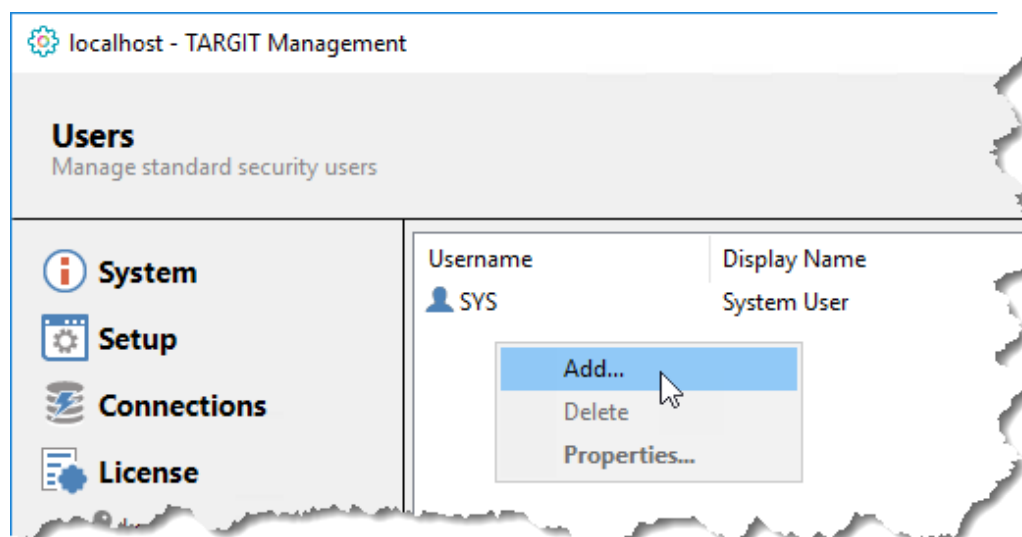 localhost - TARGIT Management
Users
Manage standard security users
System
Setup
Connections
License
Username Display Name
SYS System User
Add...
Delete
Properties...